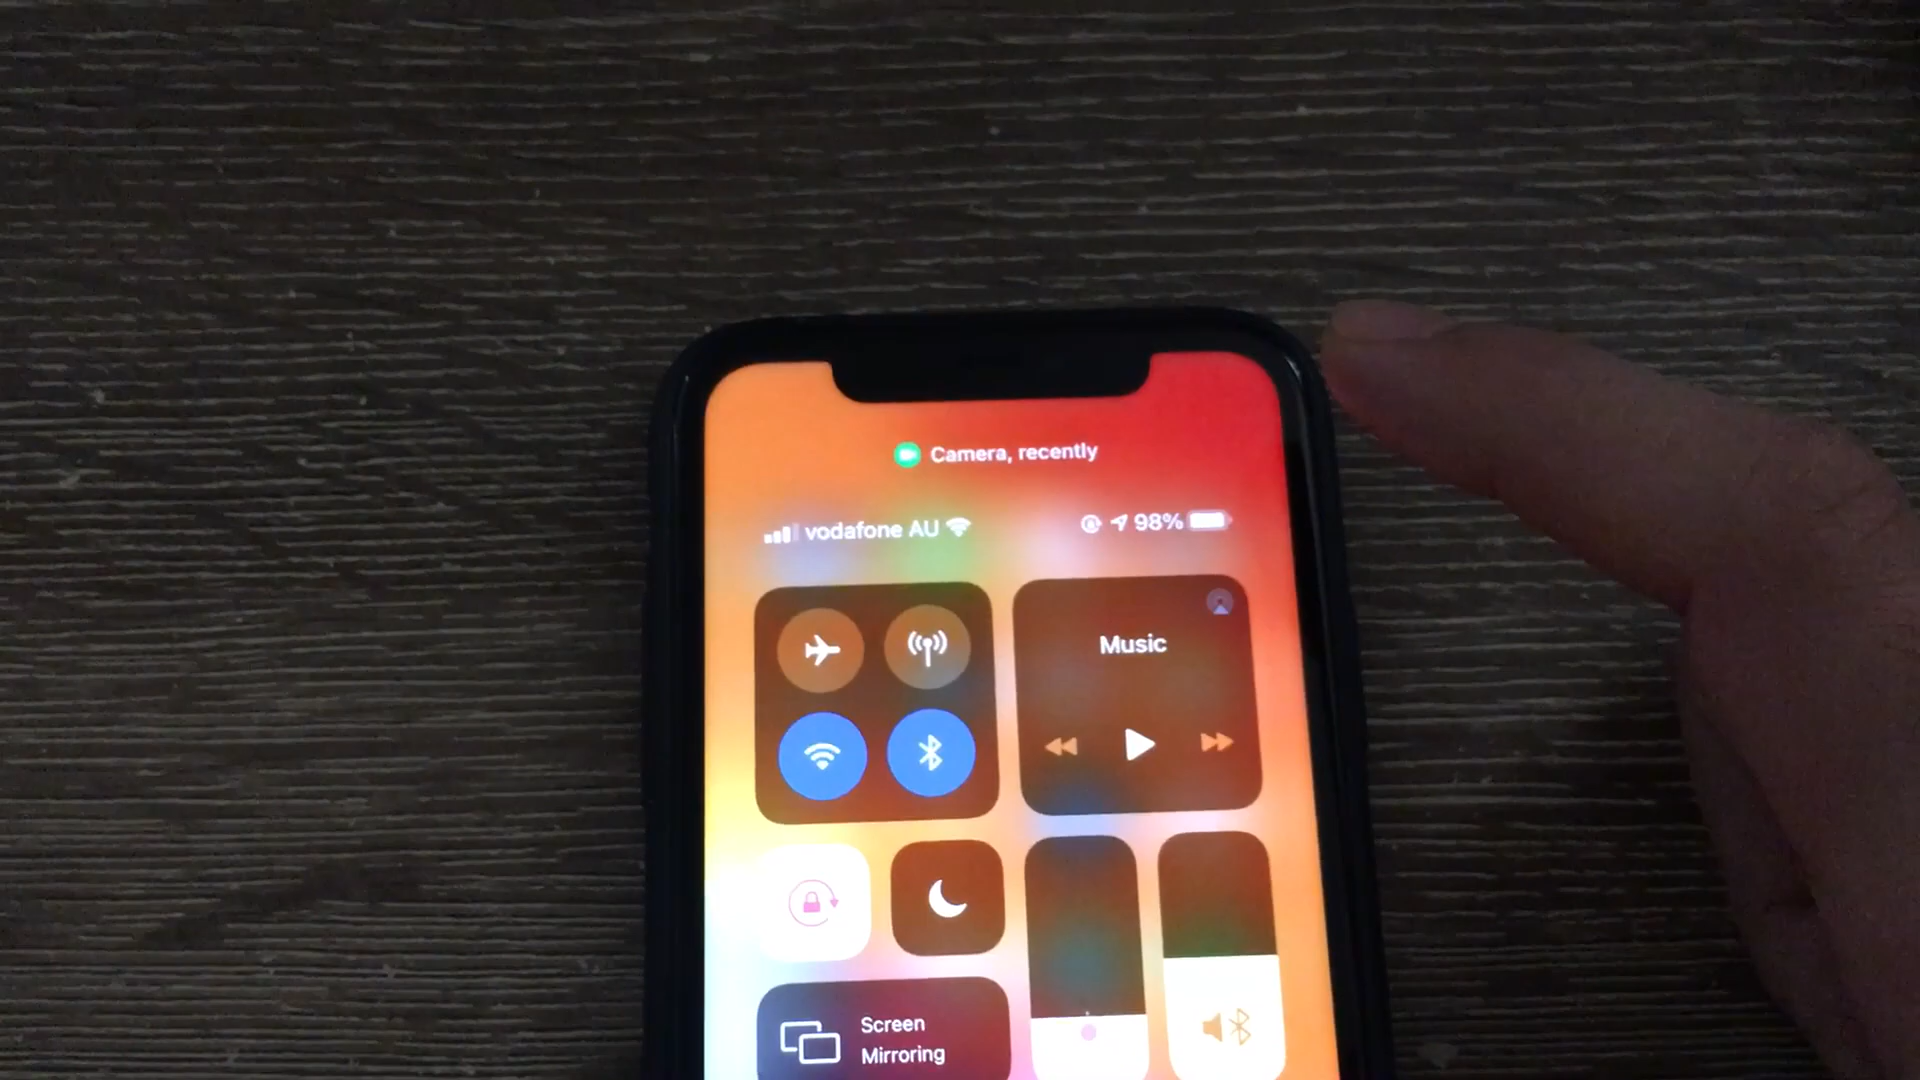 Camera, recently
vodafone AU
98%
Music
Screen
Mirroring